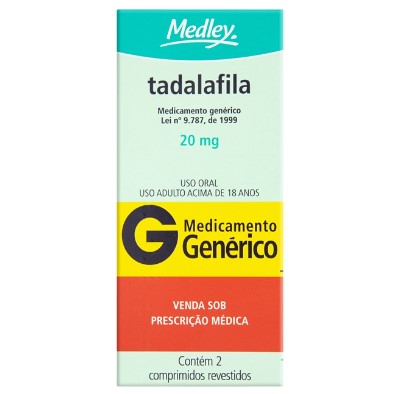 Medley.
tadalafila
Medicamento genérico
Lei nº 9.787, de 1999
20 mg
USO ORAL
USO ADULTO ACIMA DE 18 ANOS
G Medicamento
Genérico
VENDA SOB
PRESCRIÇÃO MÉDICA
Contém 2
comprimidos revestidos